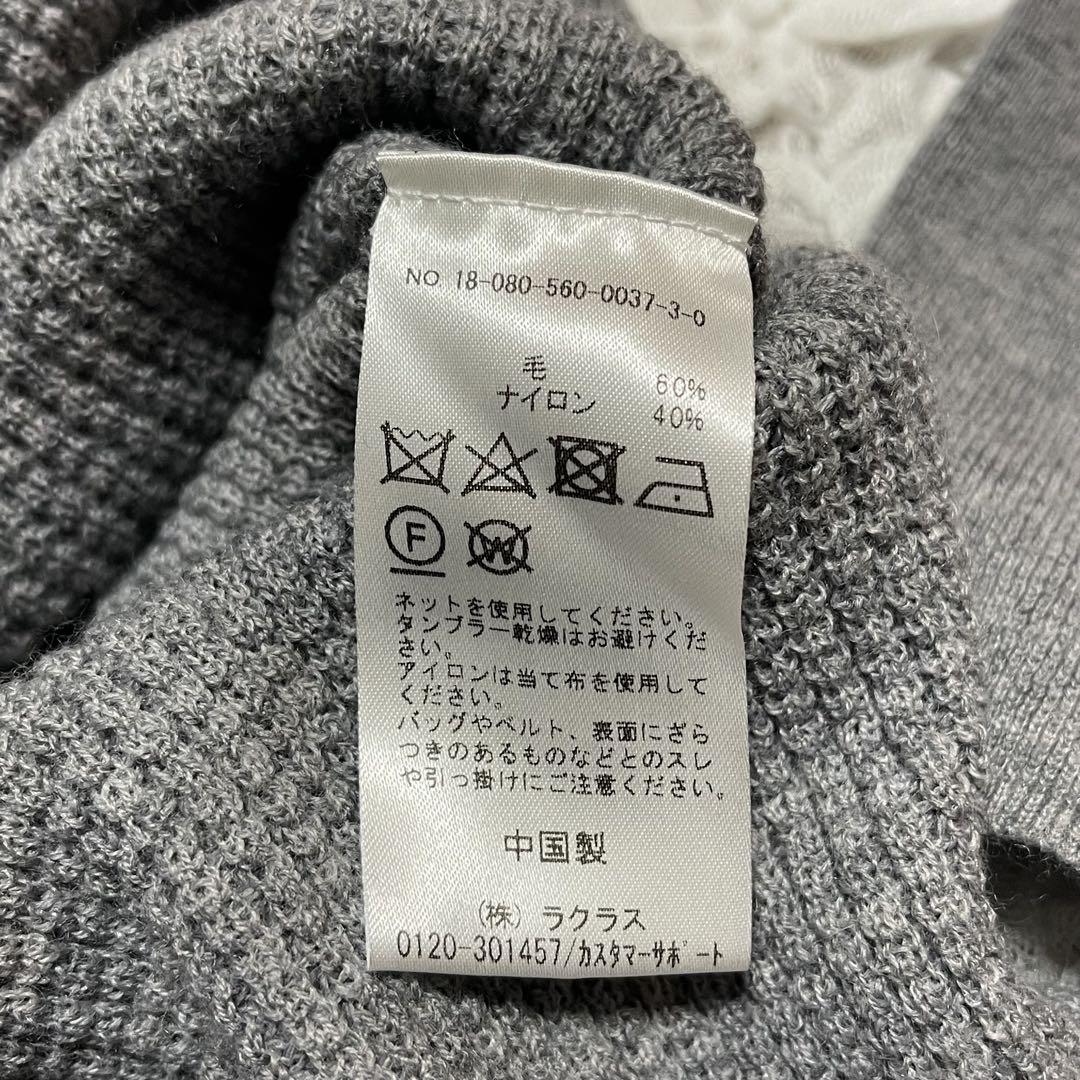 NO 18-080-560-0037-3-0
毛 60%
ナイロン 40%
F W
ネットを使用してください。
タンブラー乾燥はお避けくだ
さい。
アイロンは当て布を使用して
ください。
バッグやベルト、表面にざら
つきのあるものなどとのスレ
や引っ掛けにご注意ください。
中国製
(株) ラクラス
0120-301457/カスタマーサポート